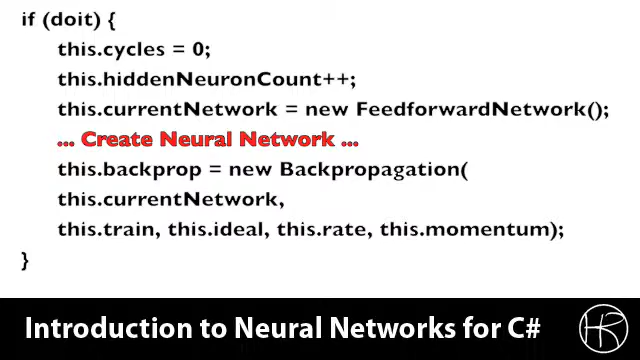 if (doit) {
this.cycles = 0;
this.hiddenNeuronCount++;
this.currentNetwork = new FeedforwardNetwork();
... Create Neural Network ...
this.backprop = new Backpropagation(
this.currentNetwork,
this.train, this.ideal, this.rate, this.momentum);
}
Introduction to Neural Networks for C#